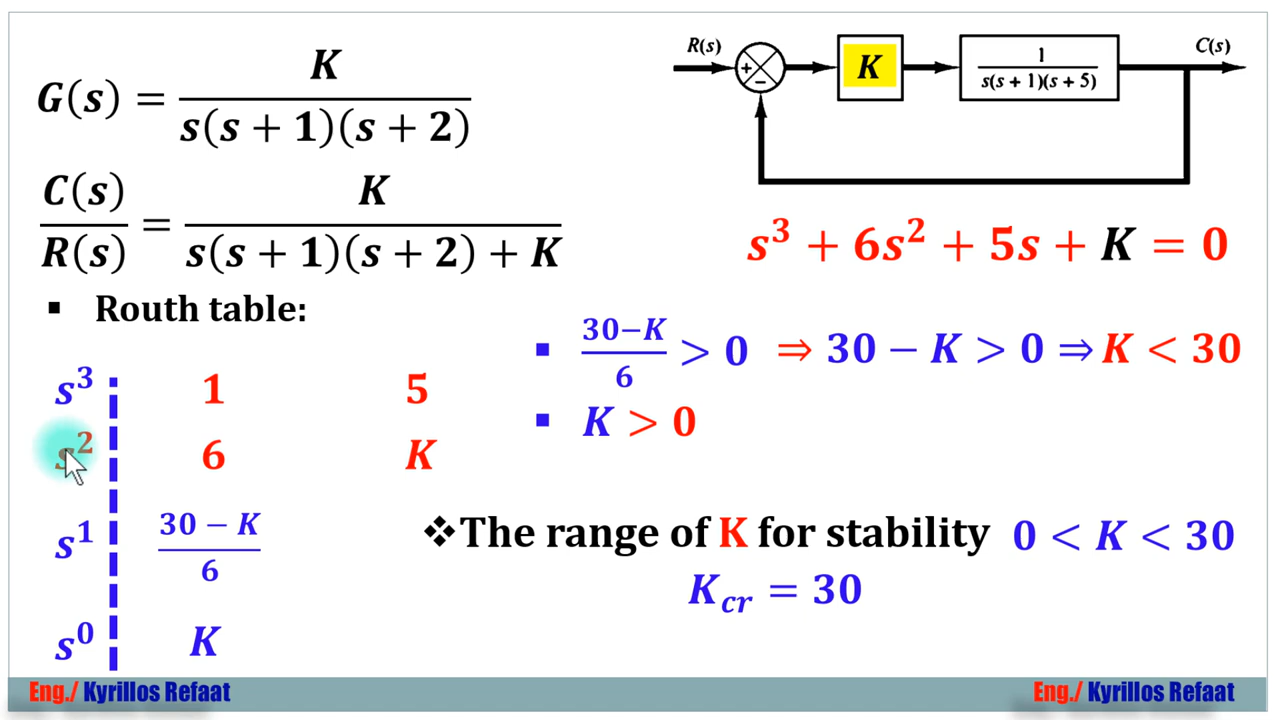 G(s) = K / s(s + 1)(s + 2)
C(s) / R(s) = K / s(s + 1)(s + 2) + K
R(s) + − K 1 / s(s + 1)(s + 5) C(s)
s³ + 6s² + 5s + K = 0
▪ Routh table:
s³ 1 5
s² 6 K
s¹ 30 − K / 6
s⁰ K
▪ 30−K / 6 > 0 ⇒ 30 − K > 0 ⇒ K < 30
▪ K > 0
❖The range of K for stability 0 < K < 30
K_cr = 30
Eng./ Kyrillos Refaat
Eng./ Kyrillos Refaat